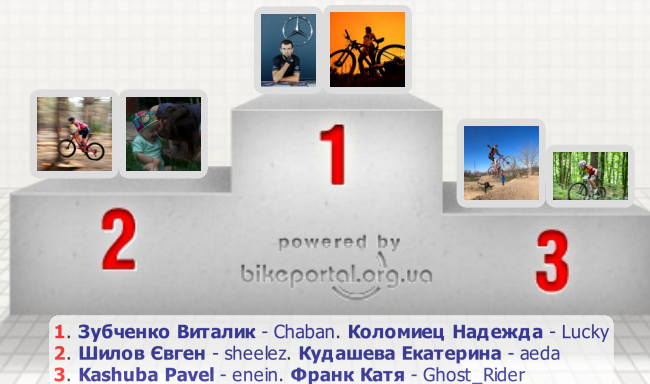 1
2
3
powered by
bikeportal.org.ua
1. Зубченко Виталик - Chaban. Коломиец Надежда - Lucky
2. Шилов Євген - sheelez. Кудашева Екатерина - aeda
3. Kashuba Pavel - enein. Франк Катя - Ghost_Rider